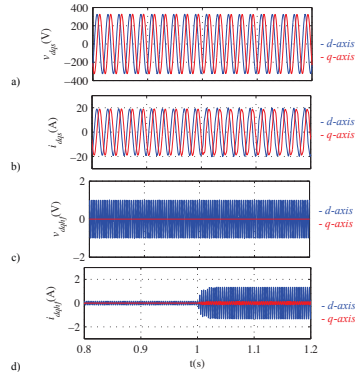 400
200
0
−200
−400
v_dqs(V)
- d-axis
- q-axis
a)
20
0
−20
i_dqs(A)
- d-axis
- q-axis
b)
2
0
−2
v_dqhf(V)
- d-axis
- q-axis
c)
2
0
−2
i_dqhf(A)
- d-axis
- q-axis
0.8 0.9 1 1.1 1.2
t(s)
d)